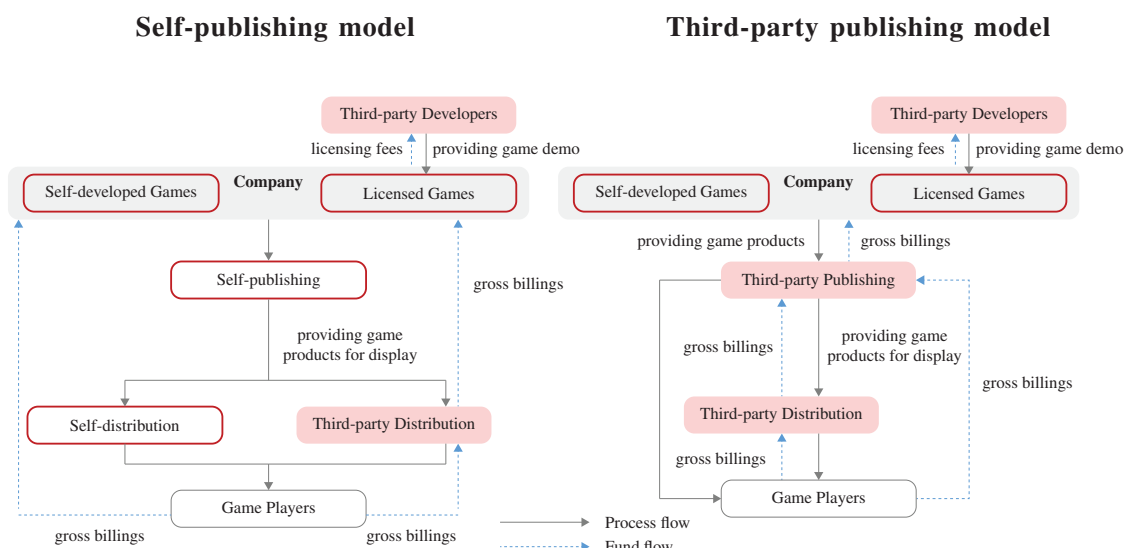 Self-publishing model
Third-party publishing model
Third-party Developers
licensing fees
providing game demo
Company
Self-developed Games
Licensed Games
Self-publishing
gross billings
providing game
products for display
Self-distribution
Third-party Distribution
Game Players
gross billings
gross billings
Third-party Developers
licensing fees
providing game demo
Company
Self-developed Games
Licensed Games
providing game products
gross billings
Third-party Publishing
gross billings
providing game
products for display
gross billings
Third-party Distribution
gross billings
Game Players
Process flow
Fund flow